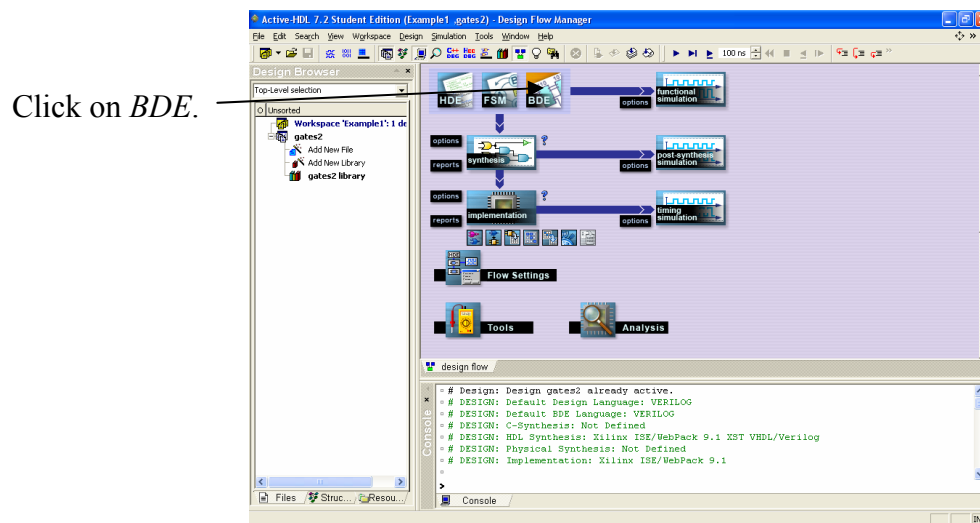 Active-HDL 7.2 Student Edition (Example1 ,gates2) - Design Flow Manager
File Edit Search View Workspace Design Simulation Tools Window Help
100 ns
Click on BDE.
Design Browser
Top-Level selection
Unsorted
Workspace 'Example1': 1 de
gates2
Add New File
Add New Library
gates2 library
Files Struc... Resou...
HDE FSM BDE
options
functional simulation
options
reports
synthesis
options
post-synthesis simulation
options
reports
implementation
options
timing simulation
Flow Settings
Tools
Analysis
design flow
Console
# Design: Design gates2 already active.
# DESIGN: Default Design Language: VERILOG
# DESIGN: Default BDE Language: VERILOG
# DESIGN: C-Synthesis: Not Defined
# DESIGN: HDL Synthesis: Xilinx ISE/WebPack 9.1 XST VHDL/Verilog
# DESIGN: Physical Synthesis: Not Defined
# DESIGN: Implementation: Xilinx ISE/WebPack 9.1
>
Console